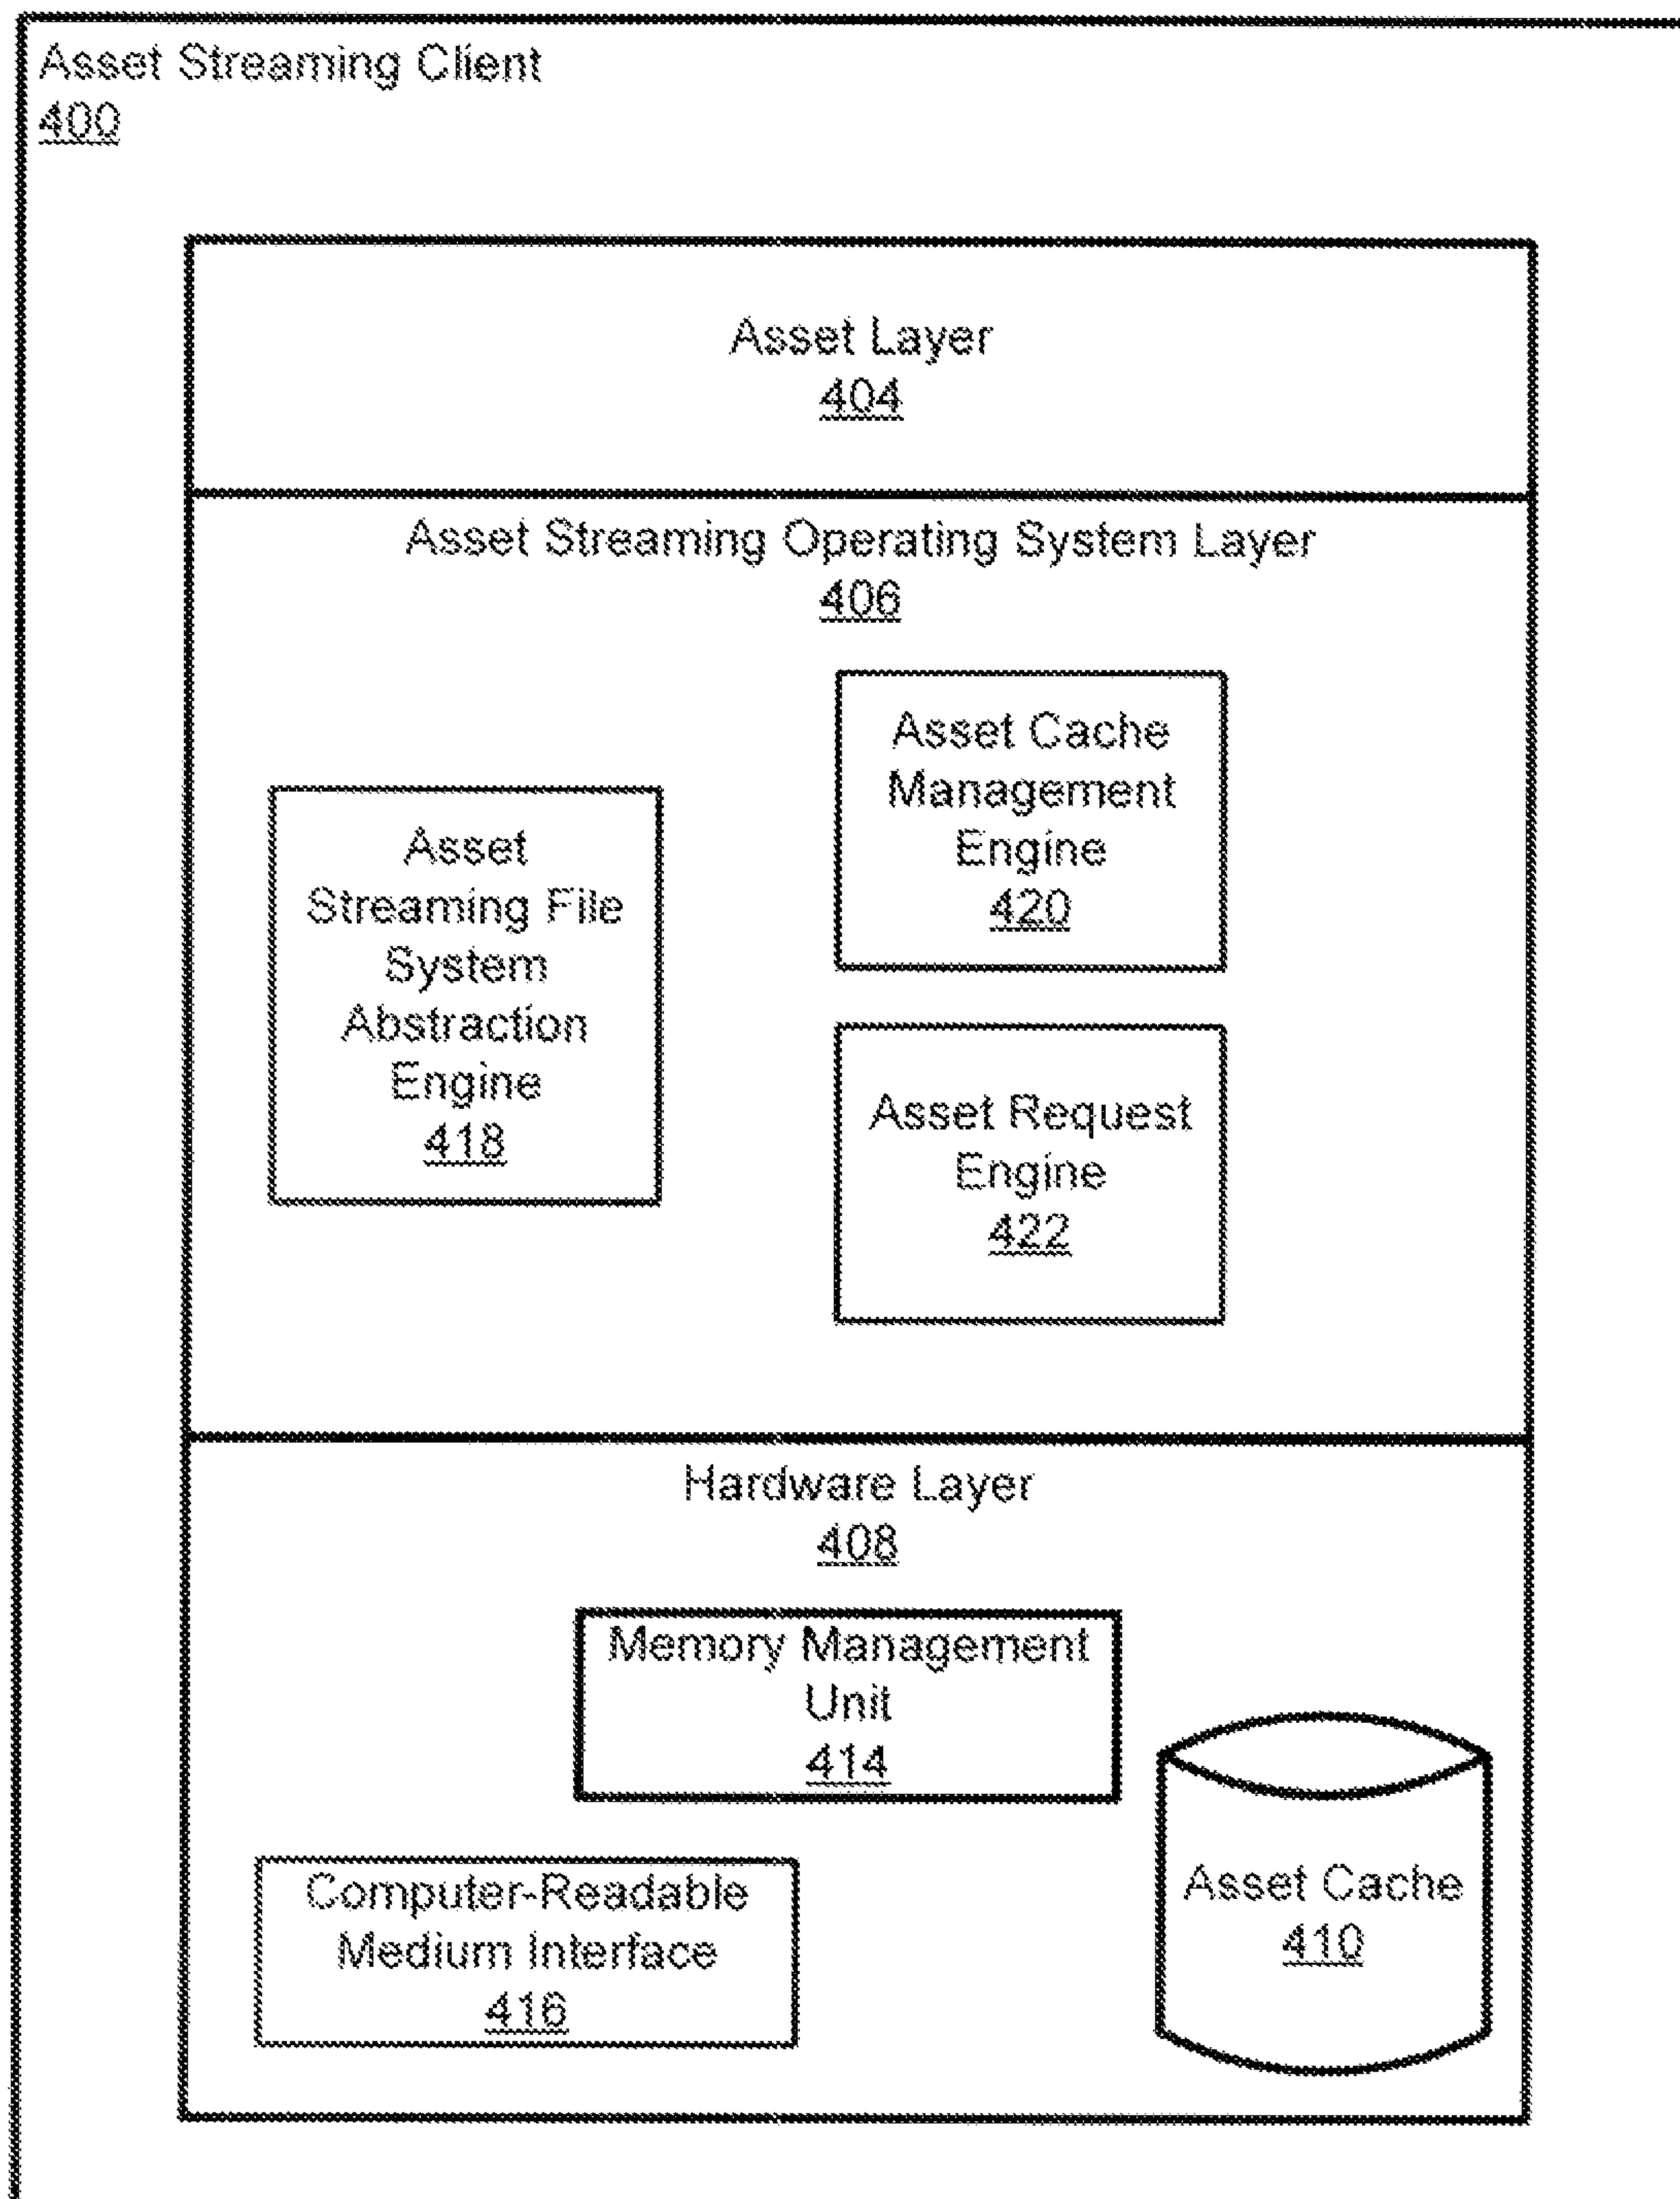 Asset Streaming Client
400
Asset Layer
404
Asset Streaming Operating System Layer
406
Asset
Streaming File
System
Abstraction
Engine
418
Asset Cache
Management
Engine
420
Asset Request
Engine
422
Hardware Layer
408
Memory Management
Unit
414
Computer-Readable
Medium Interface
416
Asset Cache
410